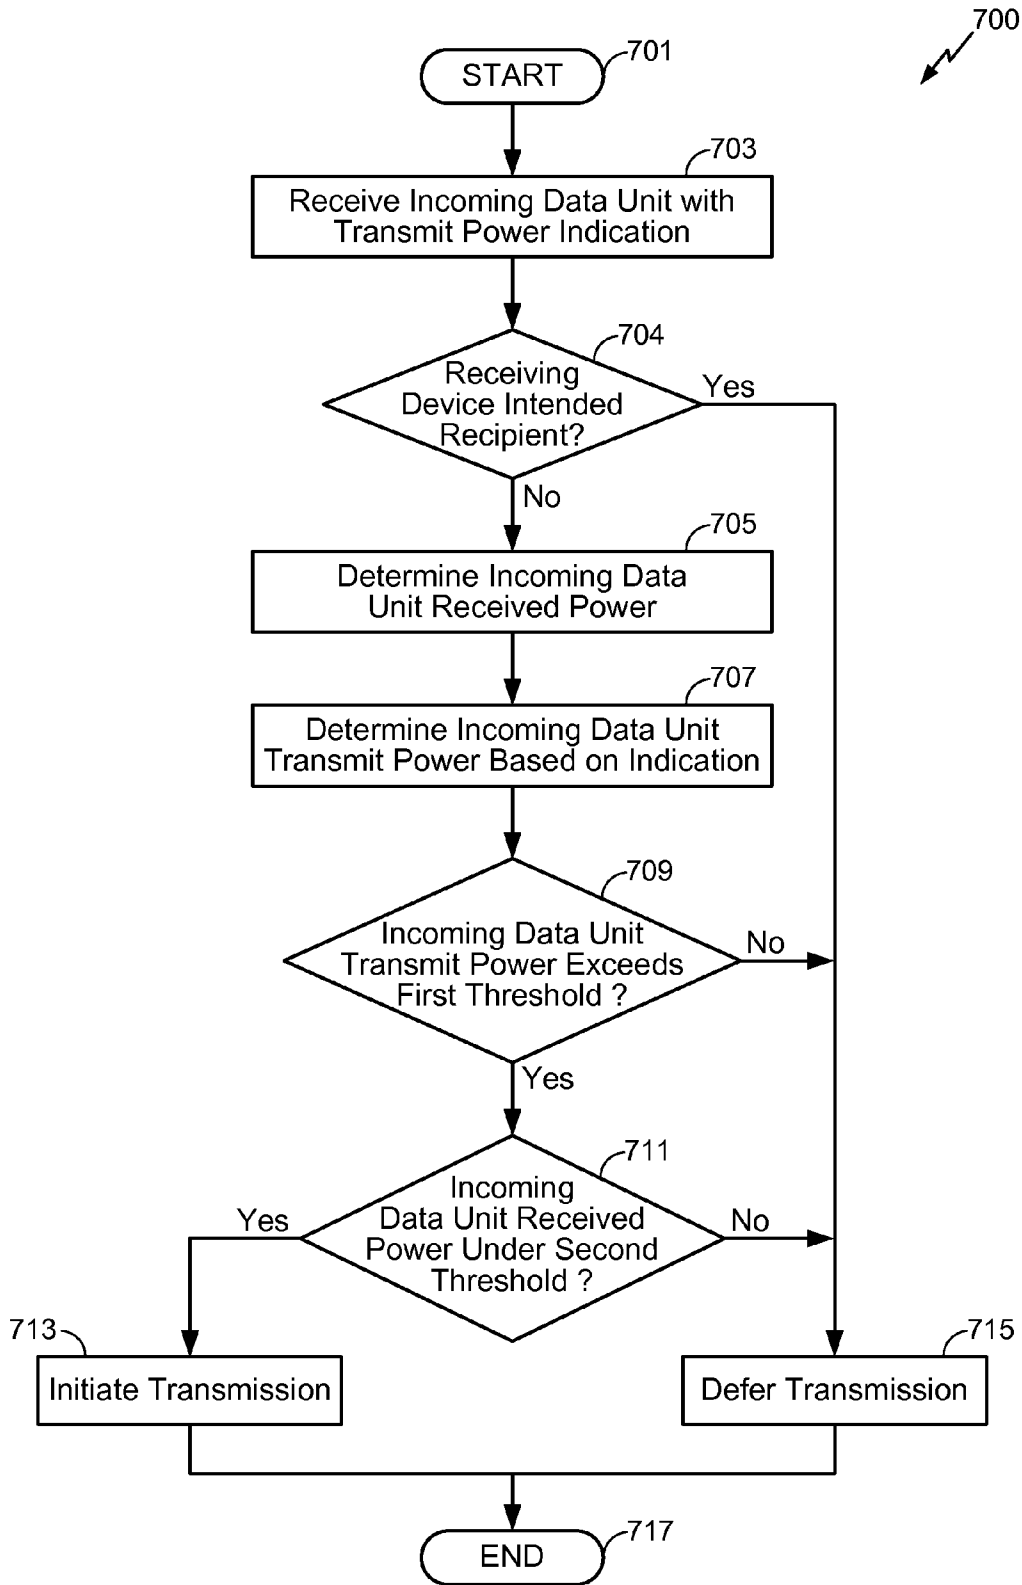 700
START
701
703
Receive Incoming Data Unit with
Transmit Power Indication
704
Receiving
Device Intended
Recipient?
Yes
No
705
Determine Incoming Data
Unit Received Power
707
Determine Incoming Data Unit
Transmit Power Based on Indication
709
Incoming Data Unit
Transmit Power Exceeds
First Threshold ?
No
Yes
711
Incoming
Data Unit Received
Power Under Second
Threshold ?
Yes
No
713
Initiate Transmission
715
Defer Transmission
END
717